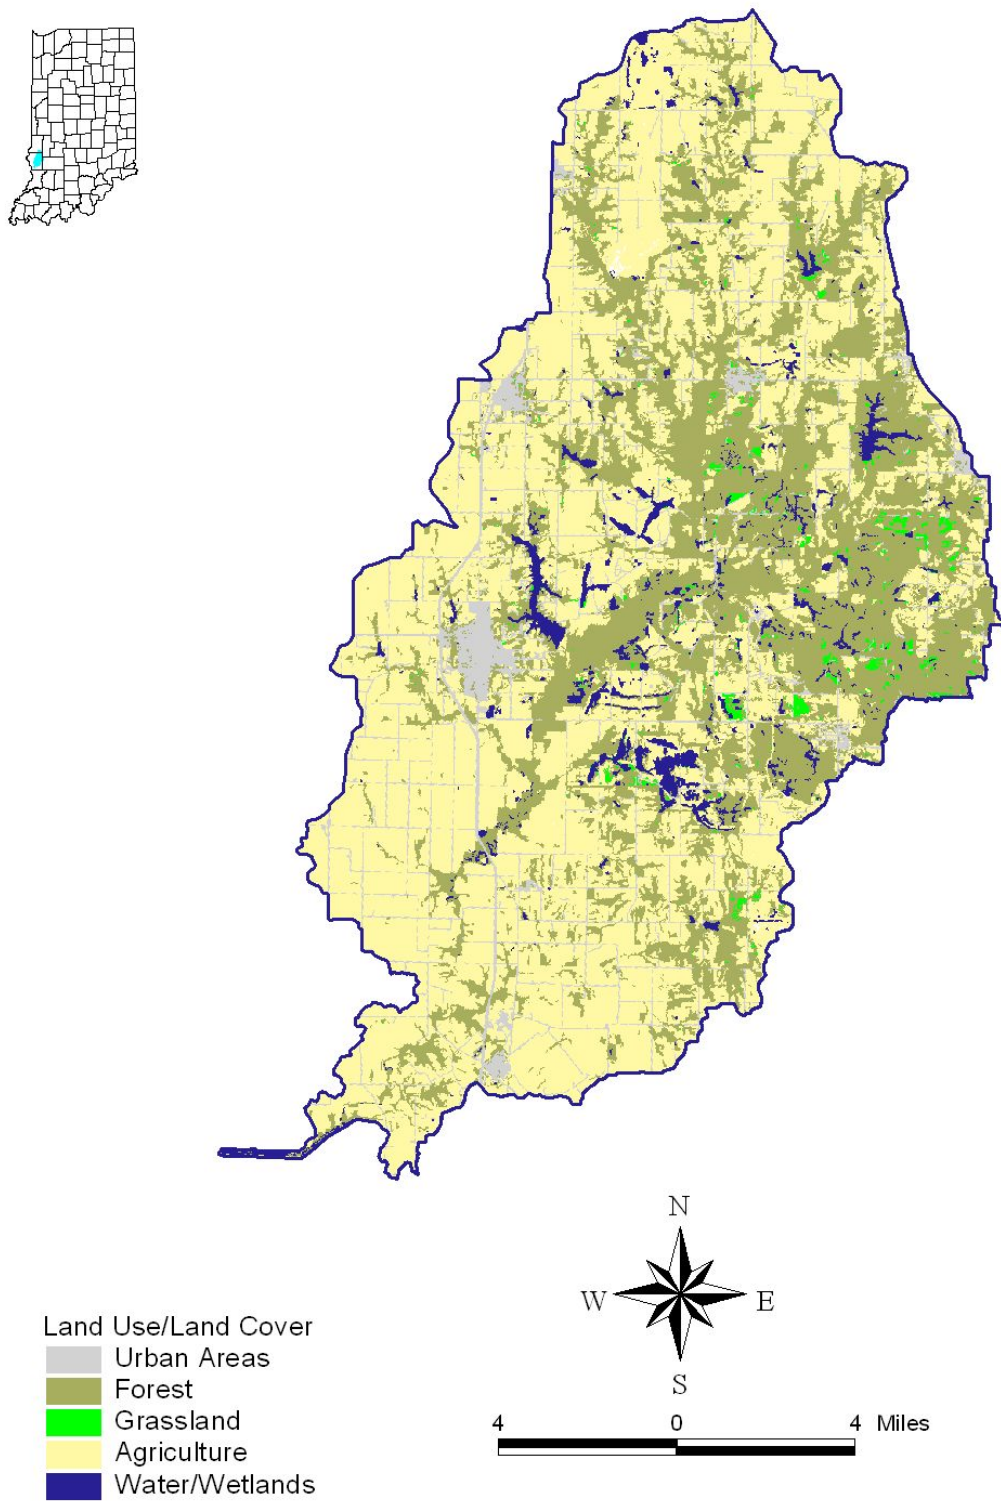 N
W E
S
Land Use/Land Cover
Urban Areas
Forest
Grassland
Agriculture
Water/Wetlands
4 0 4 Miles